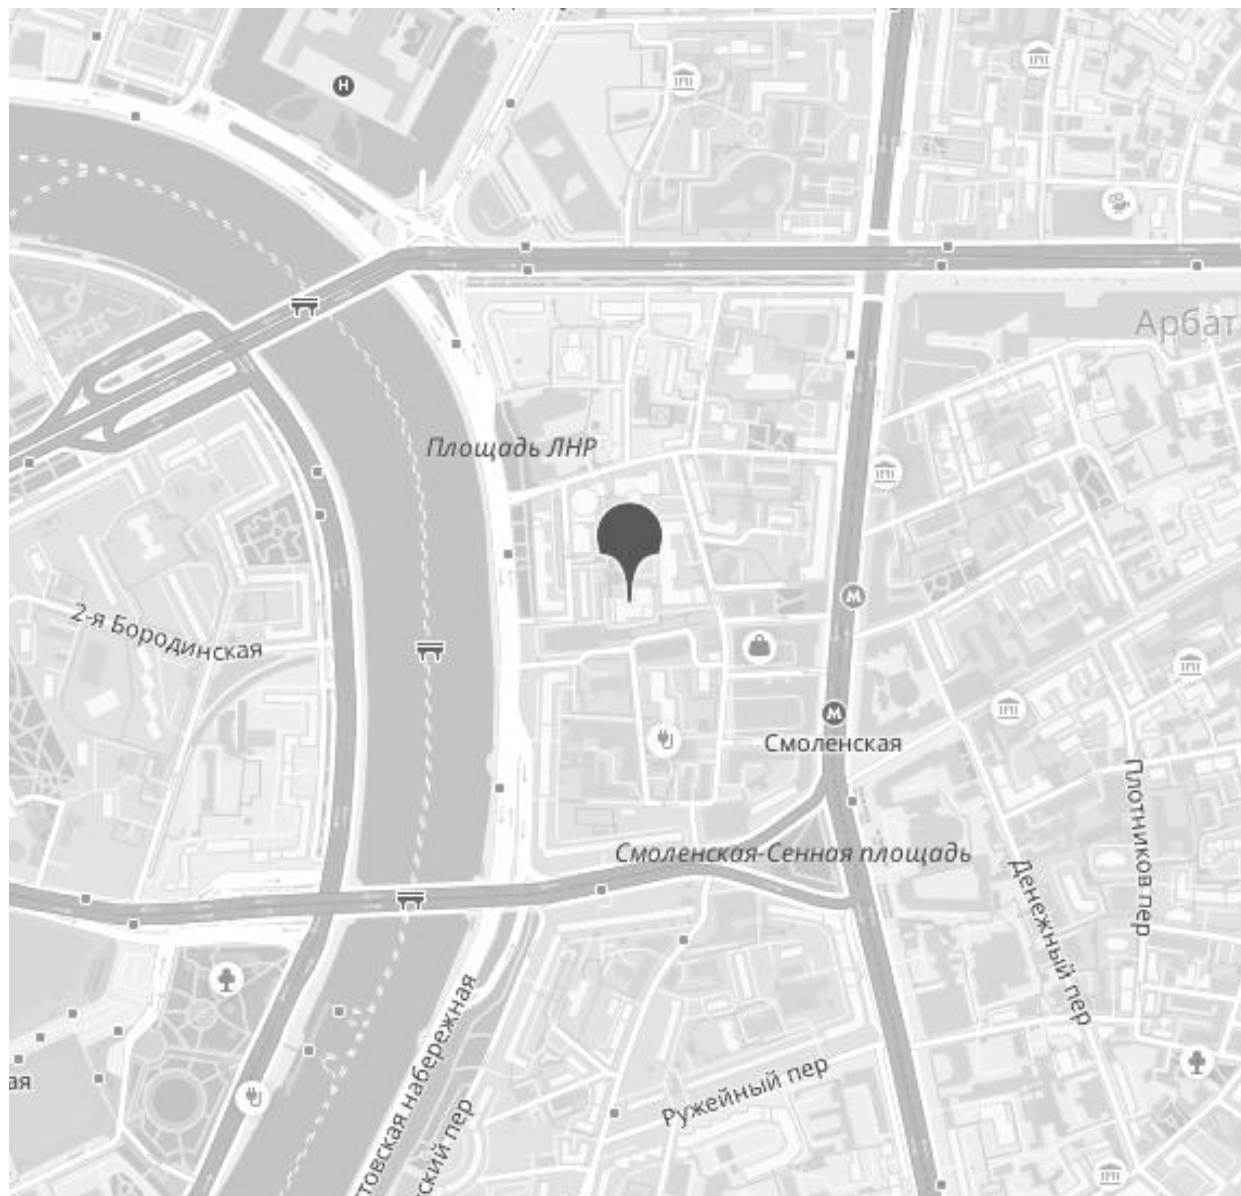 H
Арбат
Площадь ЛНР
2-я Бородинская
М
М
Смоленская
Плотников пер
Смоленская-Сенная площадь
Денежный пер
товская набережная
ский пер
Ружейный пер
ая